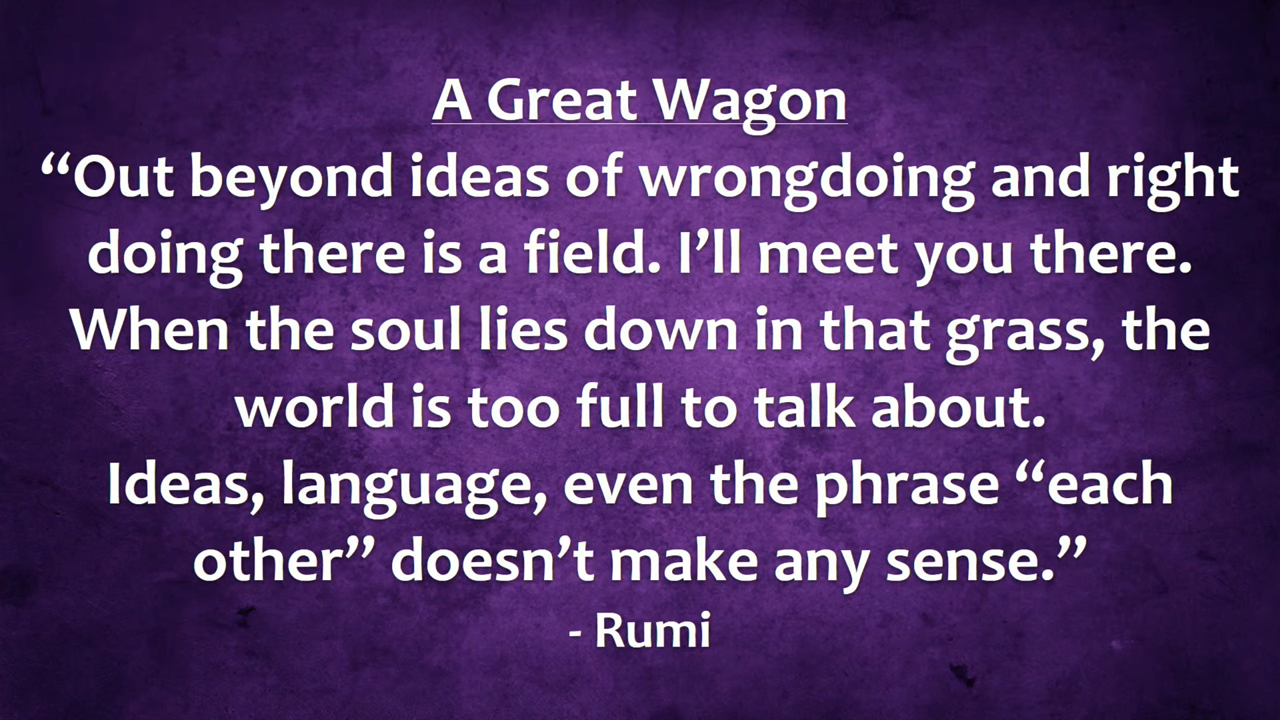 A Great Wagon
“Out beyond ideas of wrongdoing and right
doing there is a field. I’ll meet you there.
When the soul lies down in that grass, the
world is too full to talk about.
Ideas, language, even the phrase “each
other” doesn’t make any sense.”
- Rumi